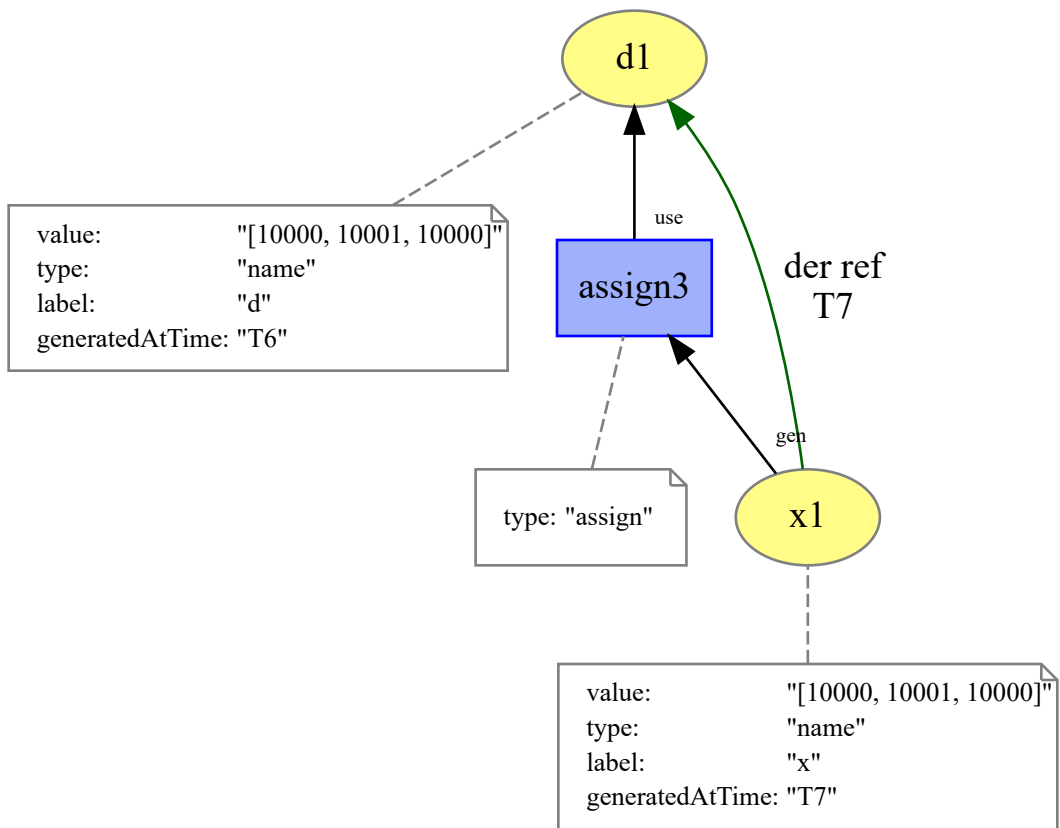 d1
value: "[10000, 10001, 10000]"
type: "name"
label: "d"
generatedAtTime: "T6"
use
assign3
der ref
T7
gen
type: "assign"
x1
value: "[10000, 10001, 10000]"
type: "name"
label: "x"
generatedAtTime: "T7"